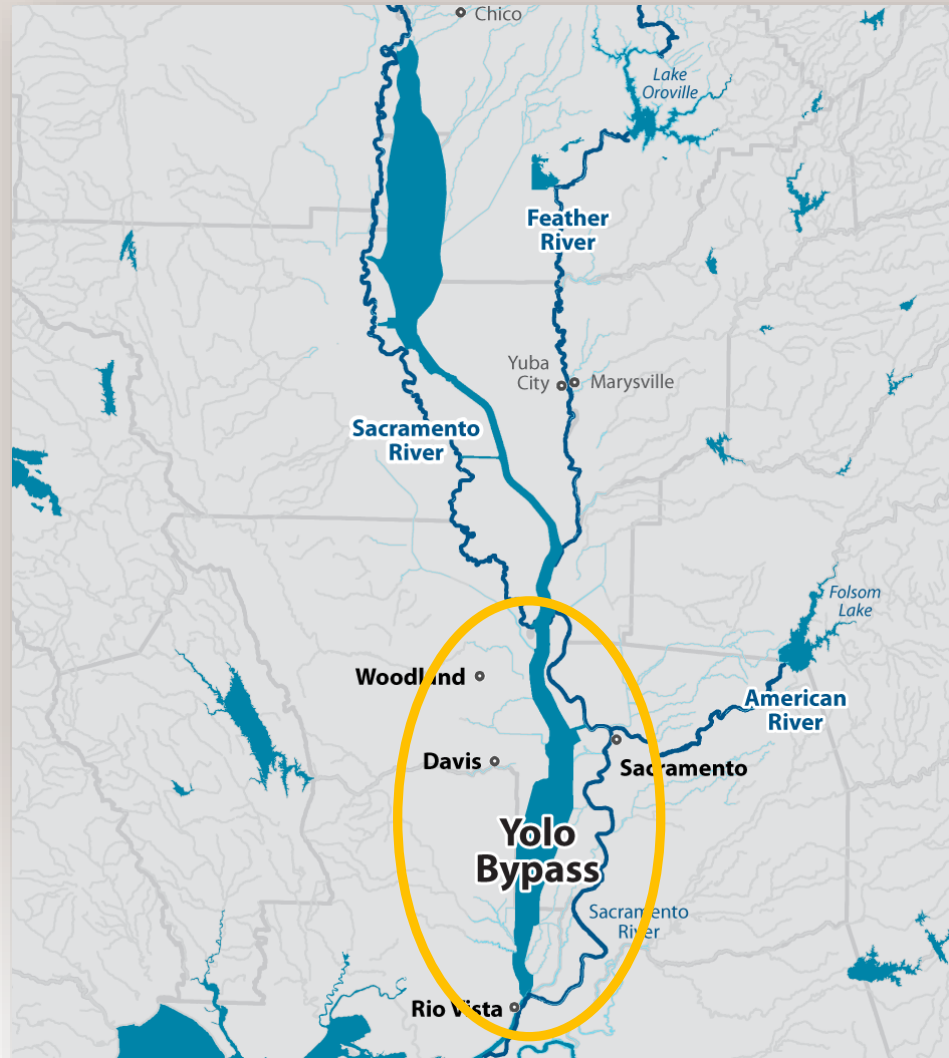 Chico
Lake
Oroville
Feather
River
Yuba
City
Marysville
Sacramento
River
Folsom
Lake
Woodland
American
River
Davis
Sacramento
Yolo
Bypass
Sacramento
River
Rio Vista